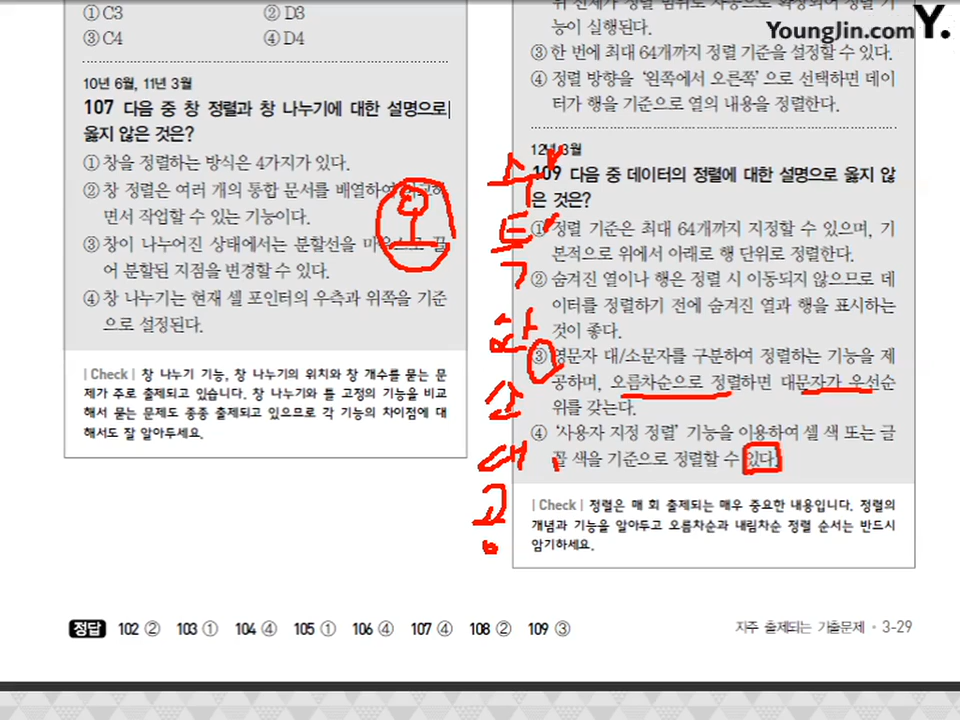 ① C3 ② D3
③ C4 ④ D4
10년 6월, 11년 3월
107 다음 중 창 정렬과 창 나누기에 대한 설명으로
옳지 않은 것은?
① 창을 정렬하는 방식은 4가지가 있다.
② 창 정렬은 여러 개의 통합 문서를 배열하여
면서 작업할 수 있는 기능이다.
③ 창이 나누어진 상태에서는 분할선을 마우스로 끌
어 분할된 지점을 변경할 수 있다.
④ 창 나누기는 현재 셀 포인터의 우측과 위쪽을 기준
으로 설정된다.
| Check | 창 나누기 기능, 창 나누기의 위치와 창 개수를 묻는 문
제가 주로 출제되고 있습니다. 창 나누기와 틀 고정의 기능을 비교
해서 묻는 문제도 종종 출제되고 있으므로 각 기능의 차이점에 대
해서도 잘 알아두세요.
YoungJin.com Y.
능이 실행된다.
③ 한 번에 최대 64개까지 정렬 기준을 설정할 수 있다.
④ 정렬 방향을 ‘왼쪽에서 오른쪽’으로 선택하면 데이
터가 행을 기준으로 열의 내용을 정렬한다.
12년 3월
109 다음 중 데이터의 정렬에 대한 설명으로 옳지 않
은 것은?
① 정렬 기준은 최대 64개까지 지정할 수 있으며, 기
본적으로 위에서 아래로 행 단위로 정렬한다.
② 숨겨진 열이나 행은 정렬 시 이동되지 않으므로 데
이터를 정렬하기 전에 숨겨진 열과 행을 표시하는
것이 좋다.
③ 영문자 대/소문자를 구분하여 정렬하는 기능을 제
공하며, 오름차순으로 정렬하면 대문자가 우선순
위를 갖는다.
④ ‘사용자 지정 정렬’ 기능을 이용하여 셀 색 또는 글
꼴 색을 기준으로 정렬할 수 있다.
| Check | 정렬은 매 회 출제되는 매우 중요한 내용입니다. 정렬의
개념과 기능을 알아두고 오름차순과 내림차순 정렬 순서는 반드시
암기하세요.
정답 102 ② 103 ① 104 ④ 105 ① 106 ④ 107 ④ 108 ② 109 ③
자주 출제되는 기출문제 • 3-29